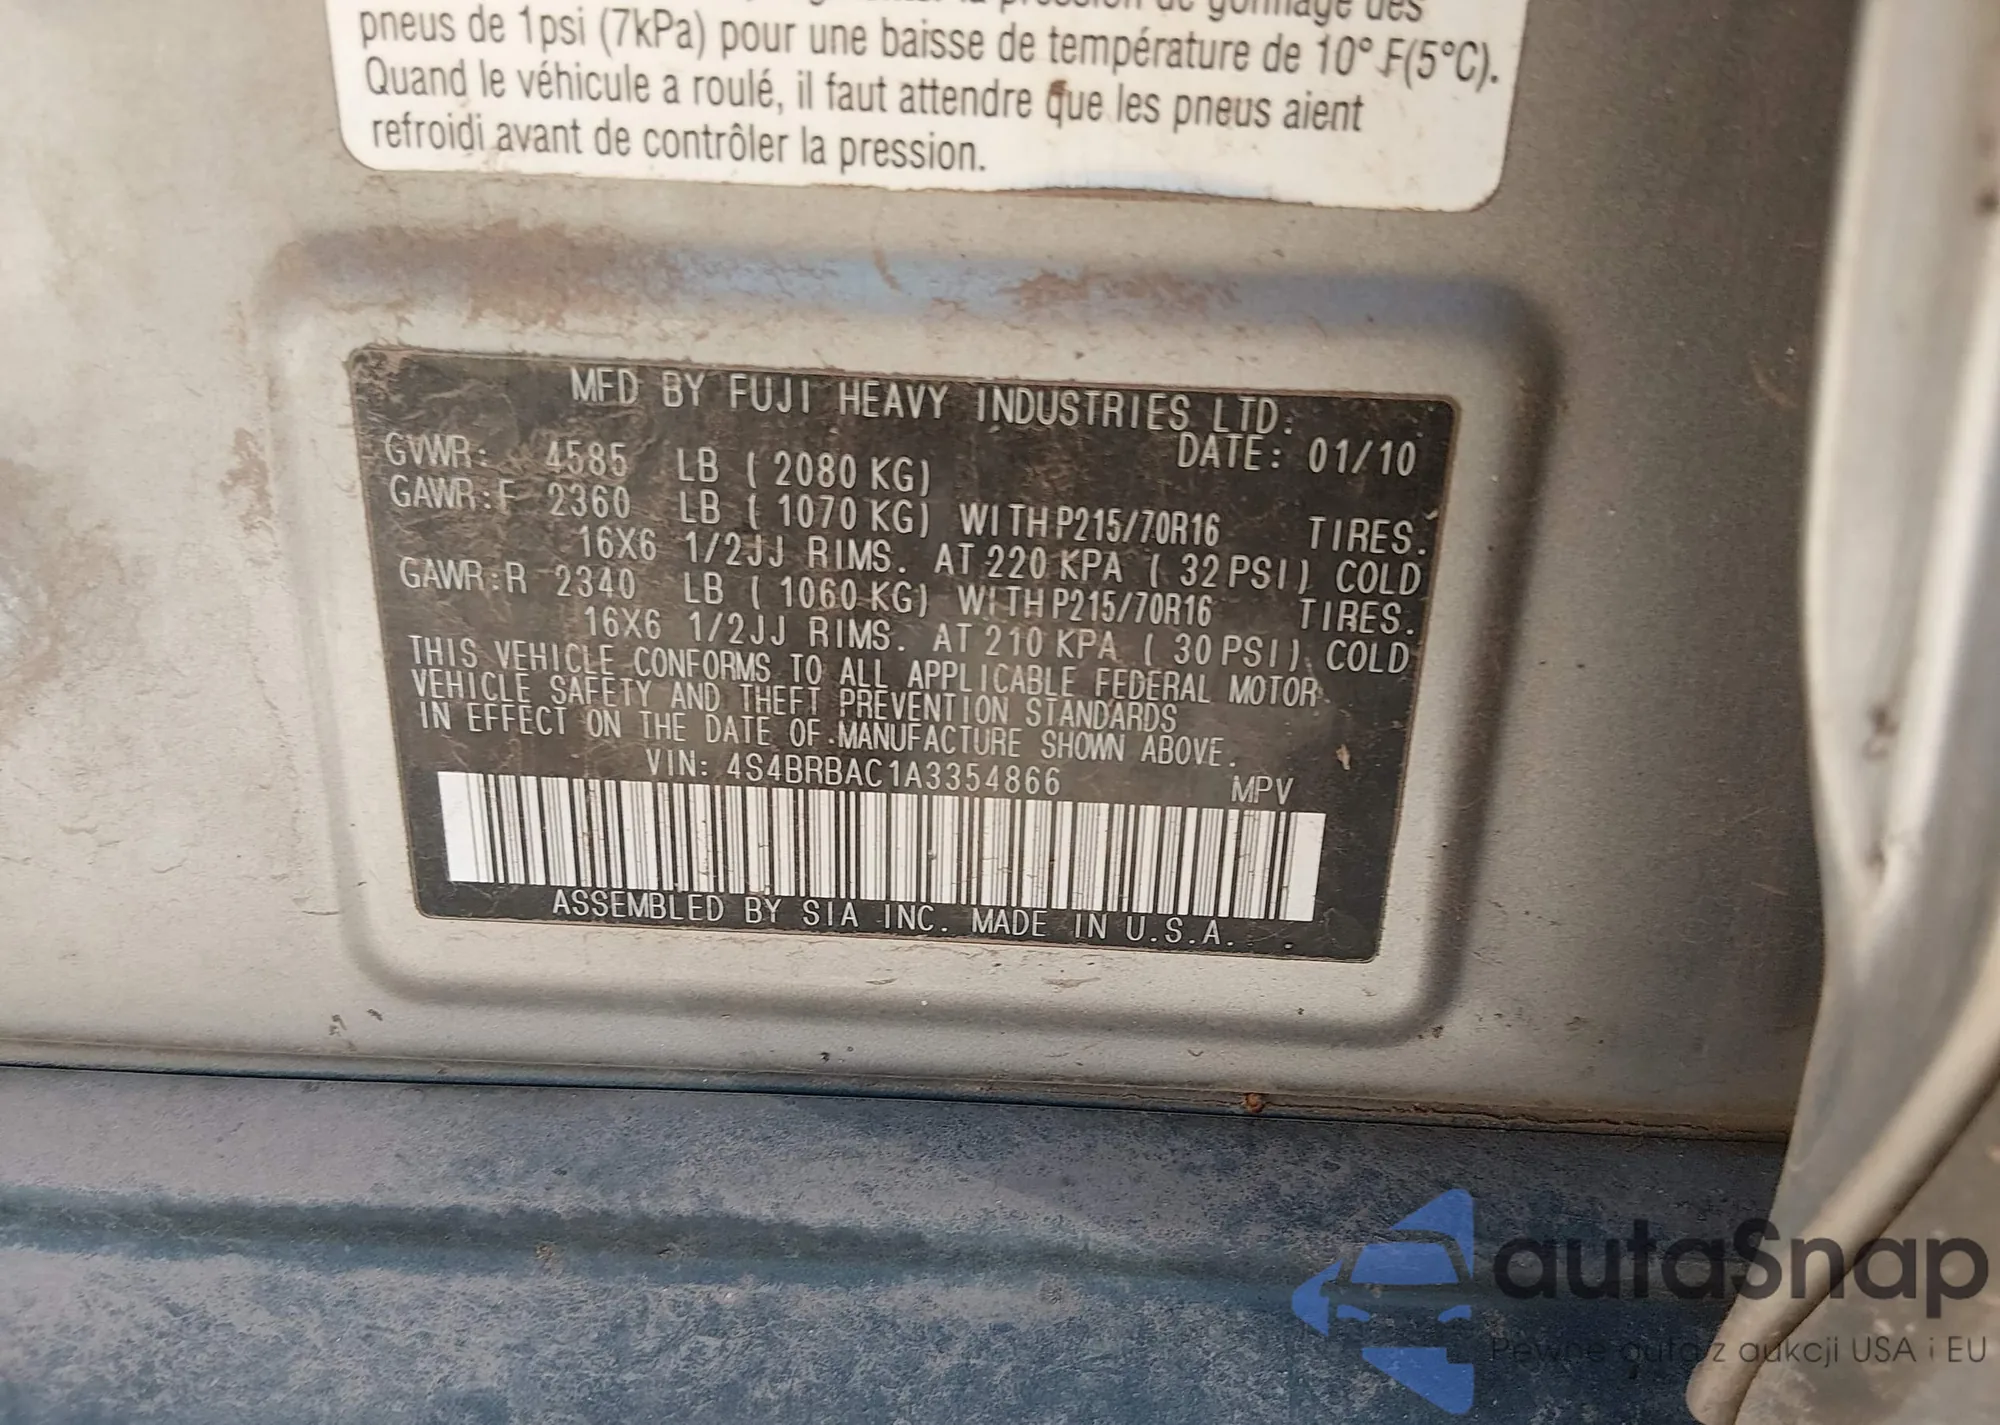 la pression de gonflage des
pneus de 1psi (7kPa) pour une baisse de température de 10° F(5°C).
Quand le véhicule a roulé, il faut attendre que les pneus aient
refroidi avant de contrôler la pression.
MFD BY FUJI HEAVY INDUSTRIES LTD.
DATE: 01/10
GVWR: 4585 LB ( 2080 KG)
GAWR:F 2360 LB ( 1070 KG) WITH P215/70R16 TIRES.
16X6 1/2JJ RIMS. AT 220 KPA ( 32 PSI) COLD
GAWR:R 2340 LB ( 1060 KG) WITH P215/70R16 TIRES.
16X6 1/2JJ RIMS. AT 210 KPA ( 30 PSI) COLD
THIS VEHICLE CONFORMS TO ALL APPLICABLE FEDERAL MOTOR
VEHICLE SAFETY AND THEFT PREVENTION STANDARDS
IN EFFECT ON THE DATE OF MANUFACTURE SHOWN ABOVE.
VIN: 4S4BRBAC1A3354866 MPV
ASSEMBLED BY SIA INC. MADE IN U.S.A.
autaSnap
Pewne auta z aukcji USA i EU